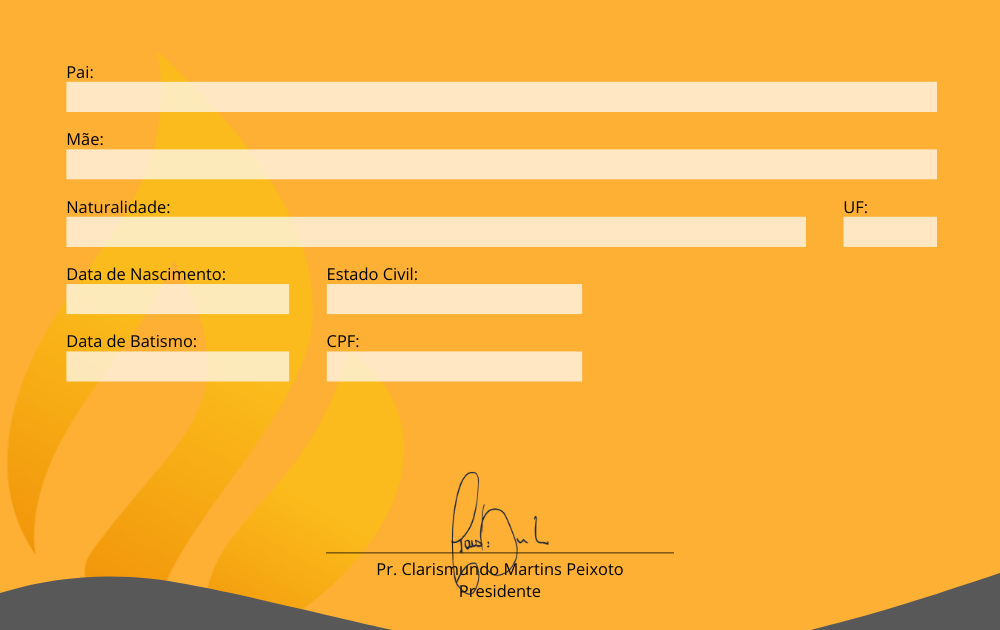 Pai:
Mãe:
Naturalidade: UF:
Data de Nascimento: Estado Civil:
Data de Batismo: CPF:
Pr. Clarismundo Martins Peixoto
Presidente